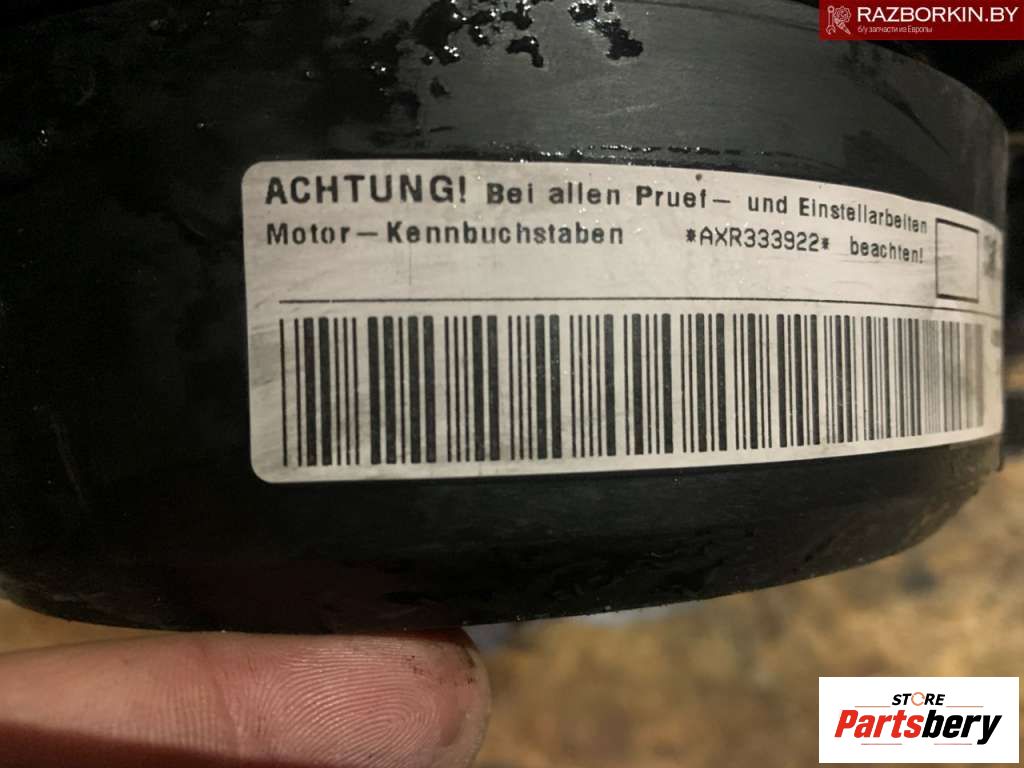 RAZBORKIN.BY
б/у запчасти из Европы
ACHTUNG! Bei allen Pruef- und Einstellarbeiten
Motor-Kennbuchstaben *AXR333922* beachten!
STORE
Partsbery